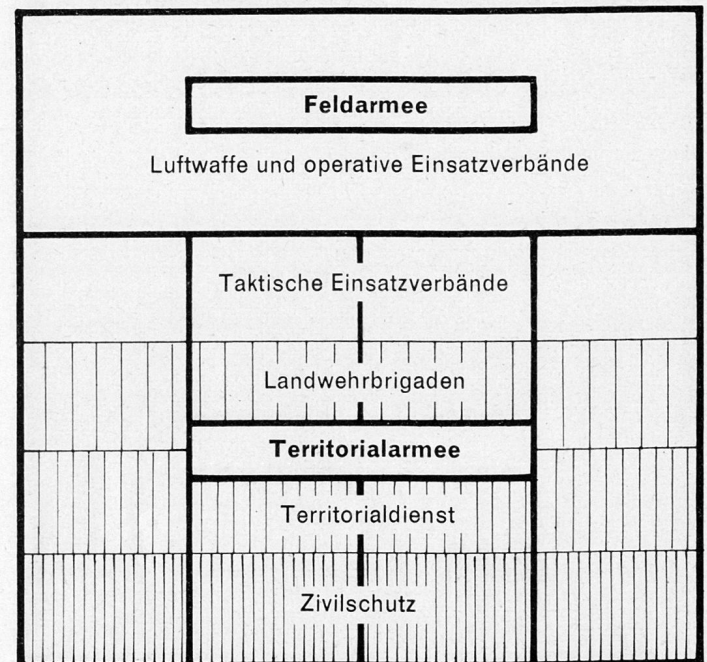 Feldarmee
Luftwaffe und operative Einsatzverbände
Taktische Einsatzverbände
Landwehrbrigaden
Territorialarmee
Territorialdienst
Zivilschutz